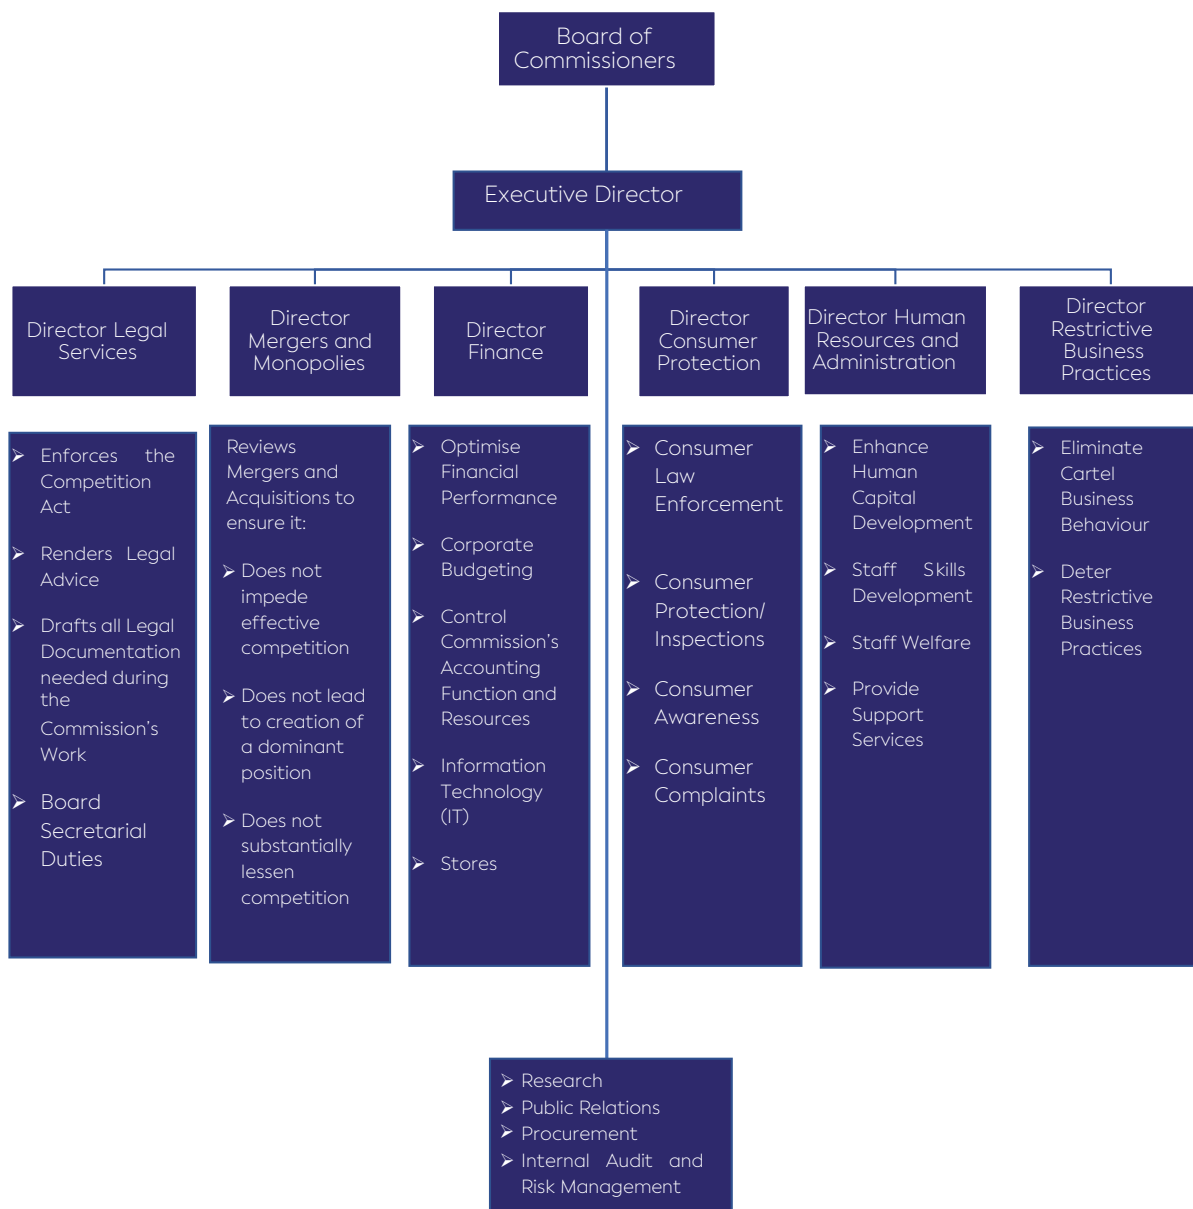 Board of
Commissioners
Executive Director
Director Legal
Services
Director
Mergers and
Monopolies
Director
Finance
Director
Consumer
Protection
Director Human
Resources and
Administration
Director
Restrictive
Business
Practices
➢ Enforces the
Competition
Act
➢ Renders Legal
Advice
➢ Drafts all Legal
Documentation
needed during
the
Commission's
Work
➢ Board
Secretarial
Duties
Reviews
Mergers and
Acquisitions to
ensure it:
➢ Does not
impede
effective
competition
➢ Does not lead
to creation of
a dominant
position
➢ Does not
substantially
lessen
competition
➢ Optimise
Financial
Performance
➢ Corporate
Budgeting
➢ Control
Commission's
Accounting
Function and
Resources
➢ Information
Technology
(IT)
➢ Stores
➢ Consumer
Law
Enforcement
➢ Consumer
Protection/
Inspections
➢ Consumer
Awareness
➢ Consumer
Complaints
➢ Enhance
Human
Capital
Development
➢ Staff Skills
Development
➢ Staff Welfare
➢ Provide
Support
Services
➢ Eliminate
Cartel
Business
Behaviour
➢ Deter
Restrictive
Business
Practices
➢ Research
➢ Public Relations
➢ Procurement
➢ Internal Audit and
Risk Management